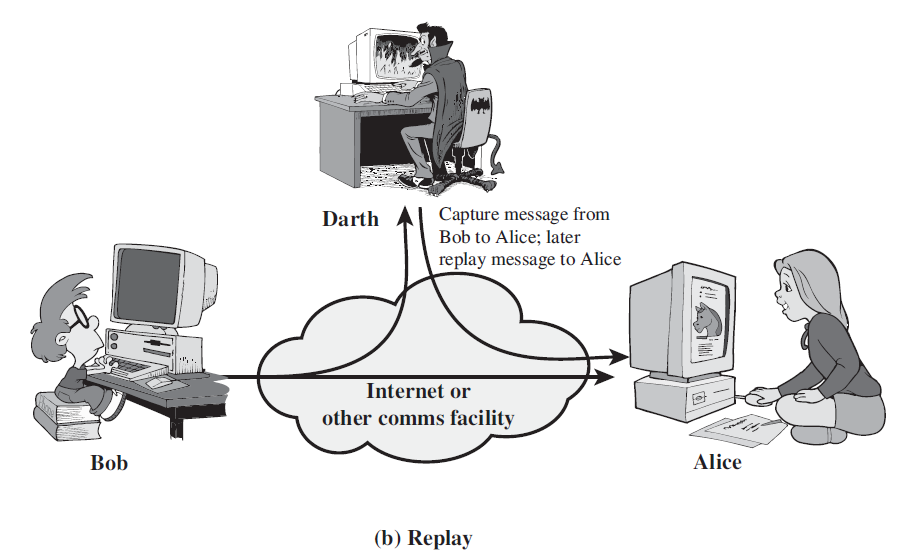 Darth
Capture message from
Bob to Alice; later
replay message to Alice
Internet or
other comms facility
Bob
Alice
(b) Replay